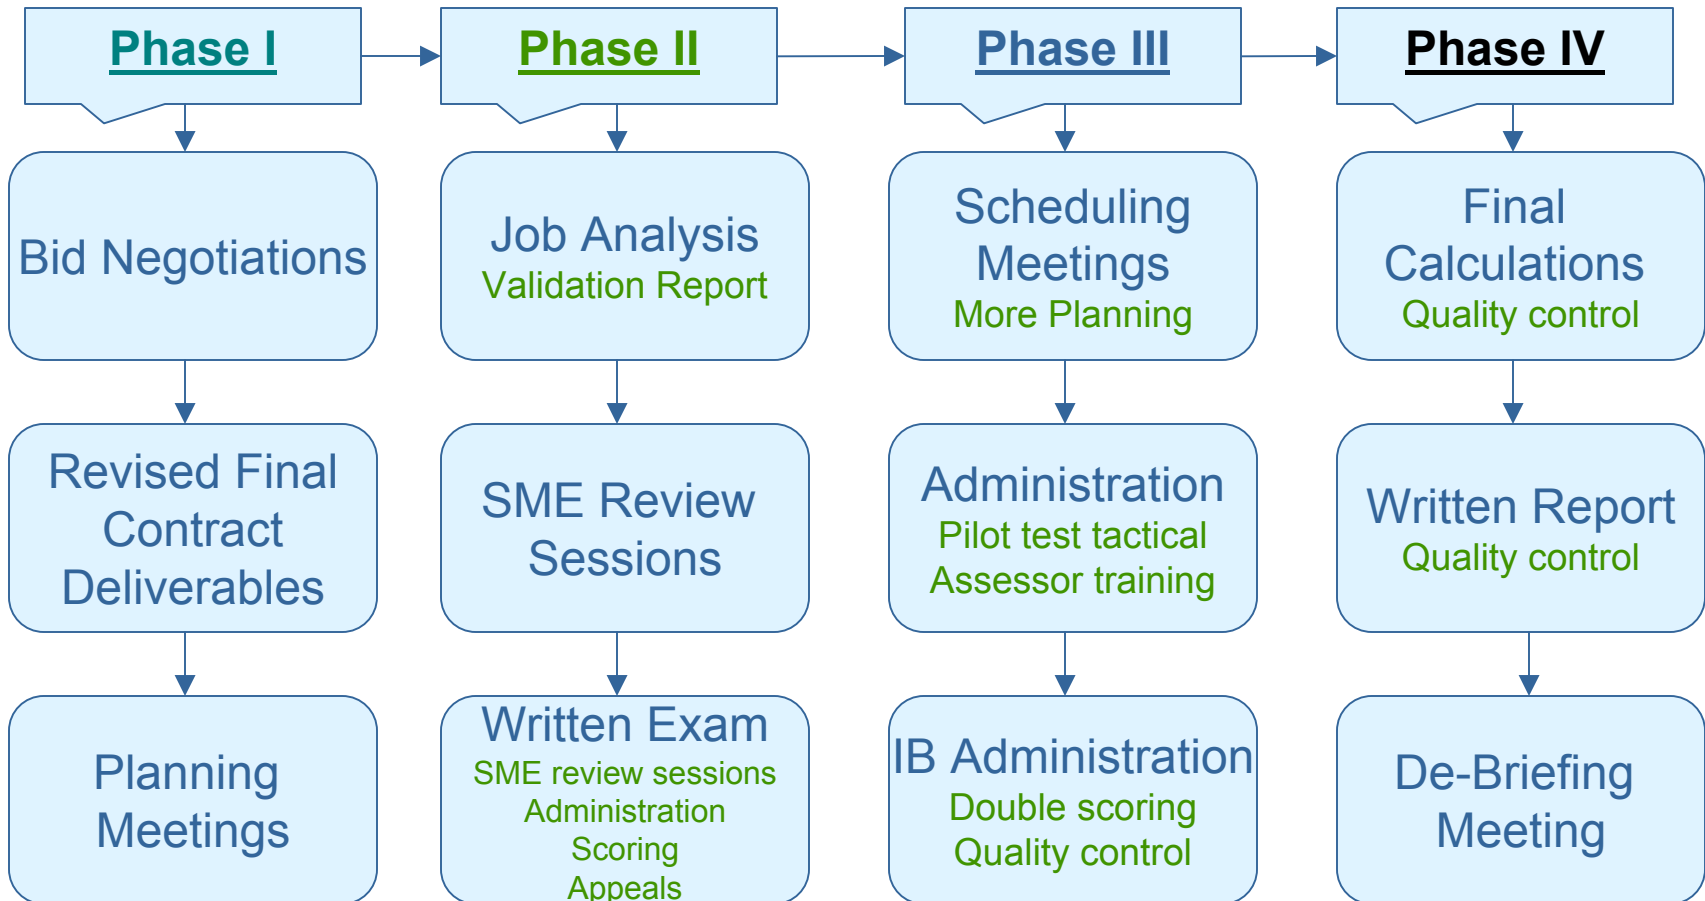 Phase I
Phase II
Phase III
Phase IV
Bid Negotiations
Revised Final
Contract
Deliverables
Planning
Meetings
Job Analysis
Validation Report
SME Review
Sessions
Written Exam
SME review sessions
Administration
Scoring
Appeals
Scheduling
Meetings
More Planning
Administration
Pilot test tactical
Assessor training
IB Administration
Double scoring
Quality control
Final
Calculations
Quality control
Written Report
Quality control
De-Briefing
Meeting